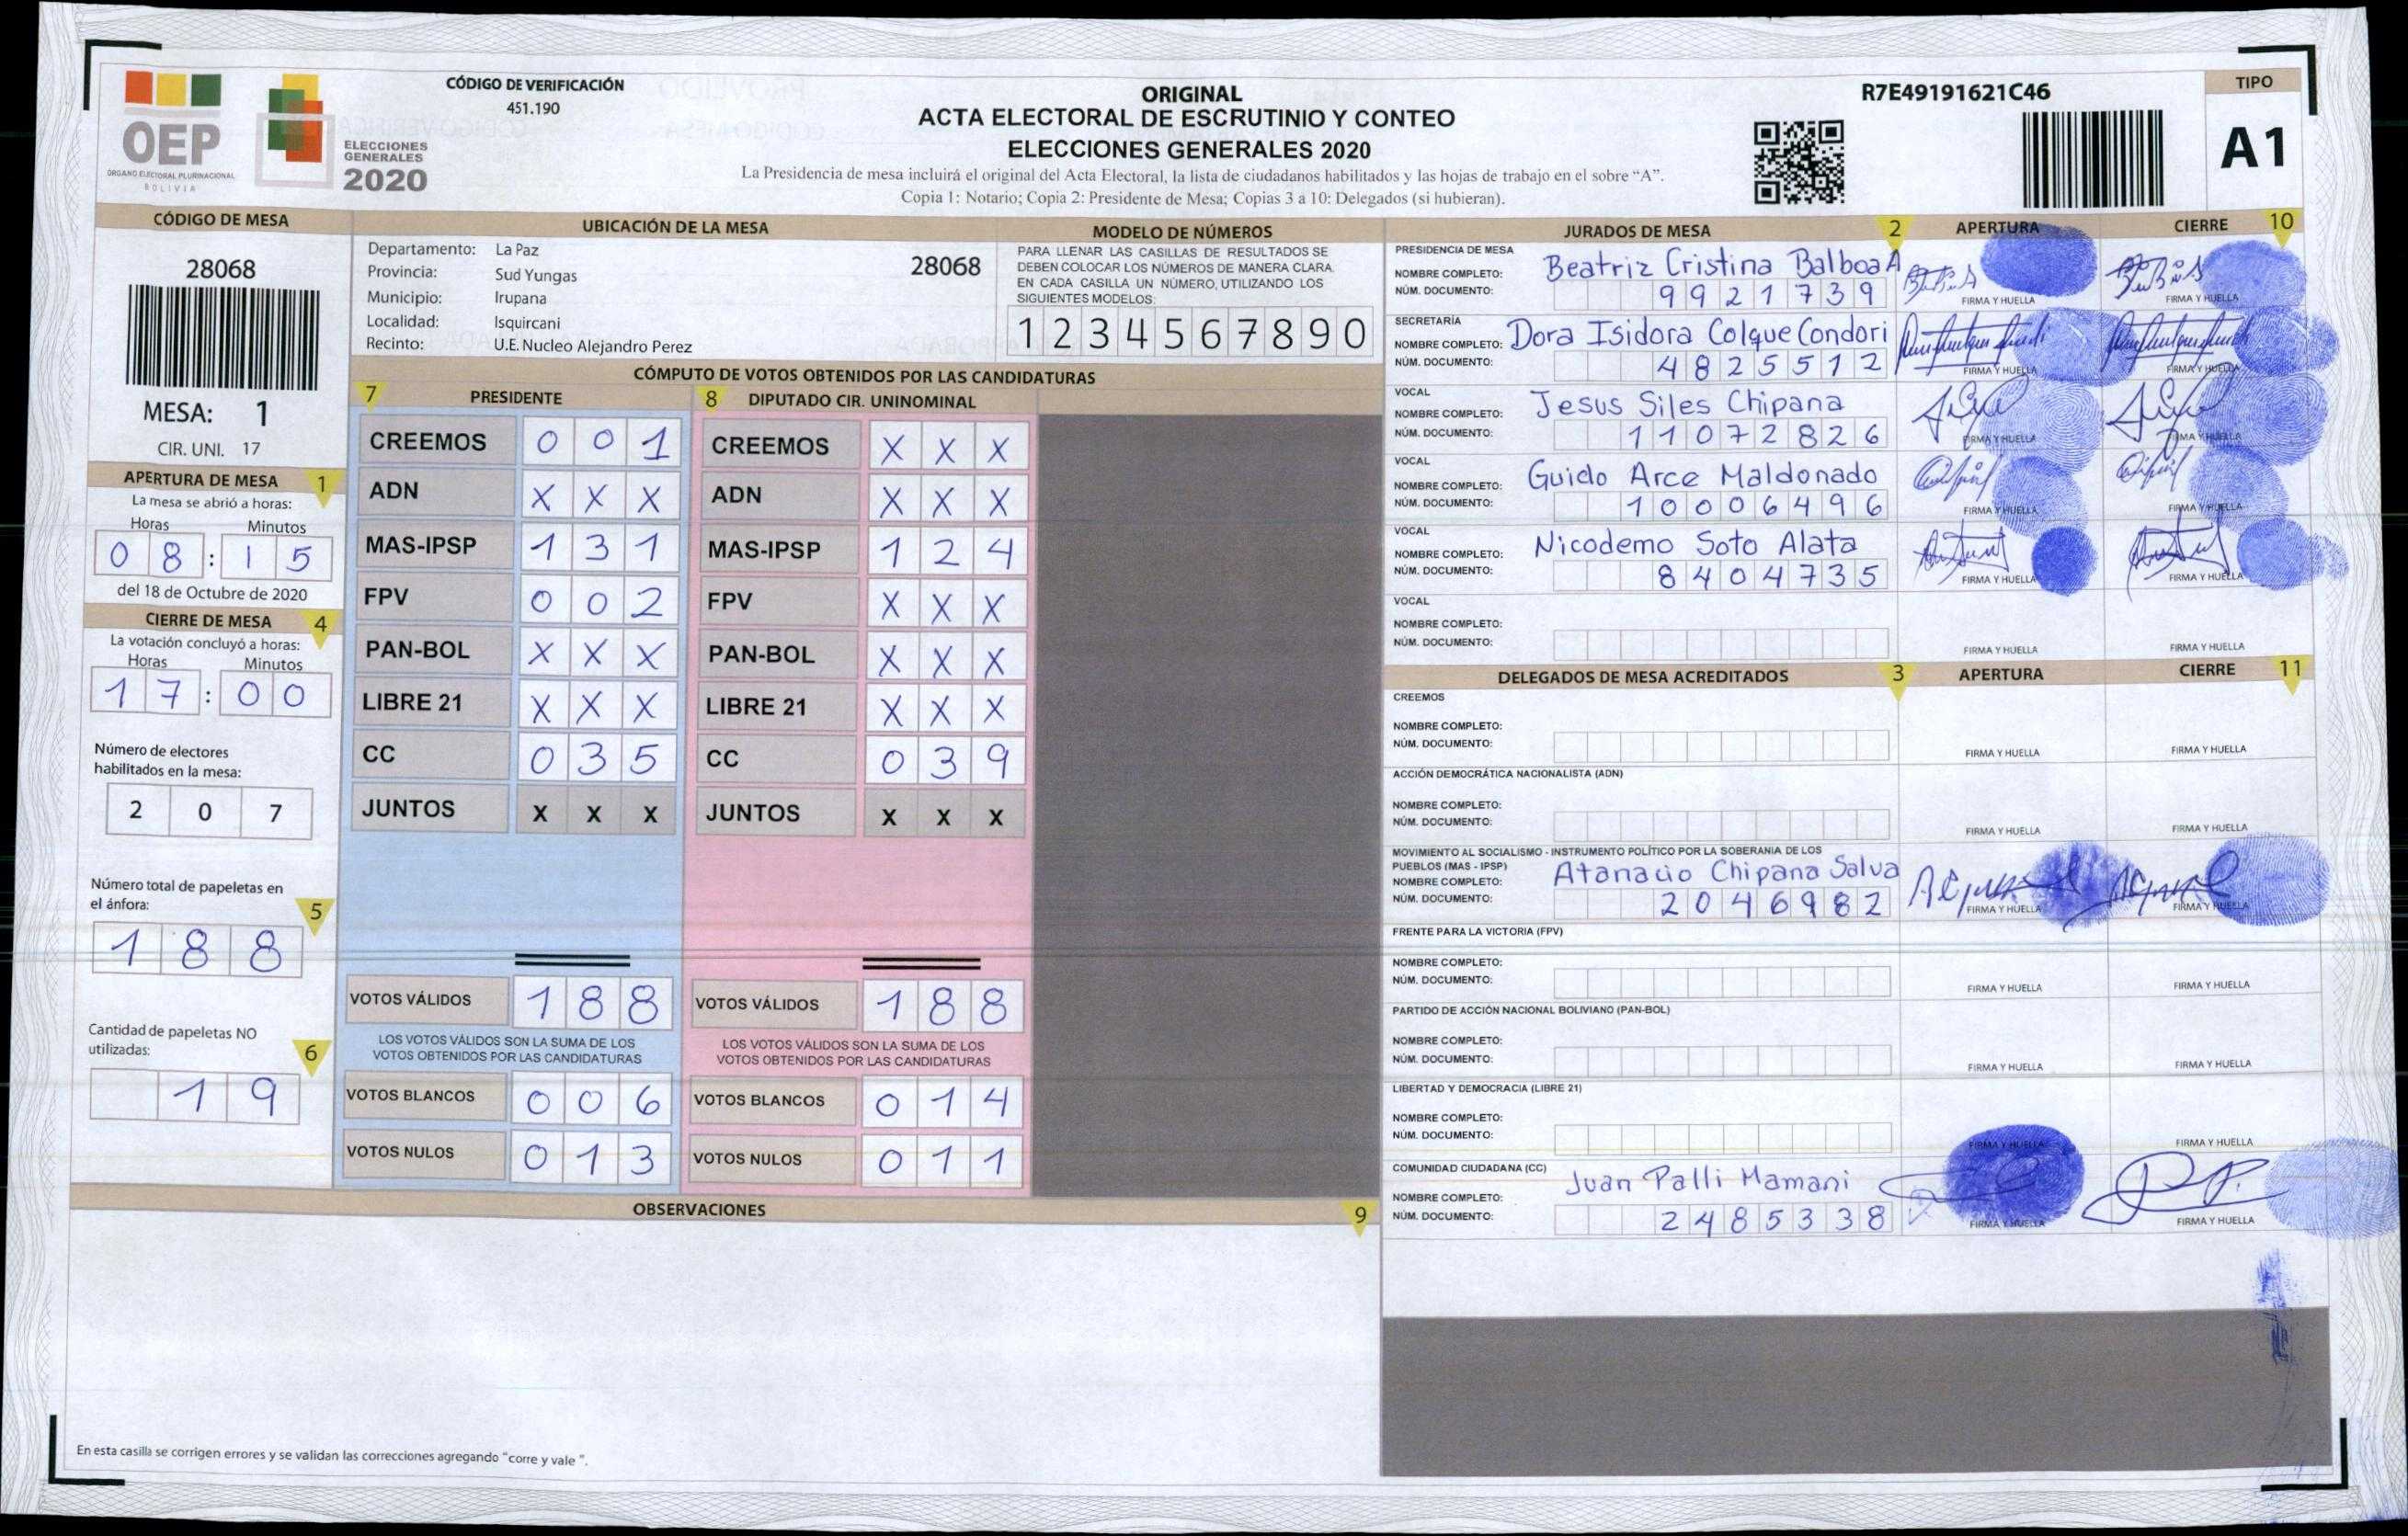 CÓDIGO DE VERIFICACIÓN
451.190
OEP
ÓRGANO ELECTORAL PLURINACIONAL
BOLIVIA
ELECCIONES
GENERALES
2020
ORIGINAL
ACTA ELECTORAL DE ESCRUTINIO Y CONTEO
ELECCIONES GENERALES 2020
La Presidencia de mesa incluirá el original del Acta Electoral, la lista de ciudadanos habilitados y las hojas de trabajo en el sobre “A”.
Copia 1: Notario; Copia 2: Presidente de Mesa; Copias 3 a 10: Delegados (si hubieran).
R7E49191621C46
TIPO
A1
CÓDIGO DE MESA
28068
MESA: 1
CIR. UNI. 17
APERTURA DE MESA 1
La mesa se abrió a horas:
Horas Minutos
08:15
del 18 de Octubre de 2020
CIERRE DE MESA 4
La votación concluyó a horas:
Horas Minutos
17:00
Número de electores
habilitados en la mesa:
2 0 7
Número total de papeletas en
el ánfora:
5
1 8 8
Cantidad de papeletas NO
utilizadas:
6
1 9
UBICACIÓN DE LA MESA
Departamento: La Paz
28068
Provincia: Sud Yungas
Municipio: Irupana
Localidad: Isquircani
Recinto: U.E. Nucleo Alejandro Perez
MODELO DE NÚMEROS
PARA LLENAR LAS CASILLAS DE RESULTADOS SE
DEBEN COLOCAR LOS NÚMEROS DE MANERA CLARA.
EN CADA CASILLA UN NÚMERO, UTILIZANDO LOS
SIGUIENTES MODELOS:
1 2 3 4 5 6 7 8 9 0
CÓMPUTO DE VOTOS OBTENIDOS POR LAS CANDIDATURAS
7 PRESIDENTE
CREEMOS 0 0 1
ADN X X X
MAS-IPSP 1 3 1
FPV 0 0 2
PAN-BOL X X X
LIBRE 21 X X X
CC 0 3 5
JUNTOS X X X
VOTOS VÁLIDOS 1 8 8
LOS VOTOS VÁLIDOS SON LA SUMA DE LOS
VOTOS OBTENIDOS POR LAS CANDIDATURAS
VOTOS BLANCOS 0 0 6
VOTOS NULOS 0 1 3
8 DIPUTADO CIR. UNINOMINAL
CREEMOS X X X
ADN X X X
MAS-IPSP 1 2 4
FPV X X X
PAN-BOL X X X
LIBRE 21 X X X
CC 0 3 9
JUNTOS X X X
VOTOS VÁLIDOS 1 8 8
LOS VOTOS VÁLIDOS SON LA SUMA DE LOS
VOTOS OBTENIDOS POR LAS CANDIDATURAS
VOTOS BLANCOS 0 1 4
VOTOS NULOS 0 1 1
OBSERVACIONES 9
En esta casilla se corrigen errores y se validan las correcciones agregando “corre y vale ”.
JURADOS DE MESA 2 APERTURA CIERRE 10
PRESIDENCIA DE MESA
NOMBRE COMPLETO: Beatriz Cristina Balboa A
NÚM. DOCUMENTO: 9921739
FIRMA Y HUELLA FIRMA Y HUELLA
SECRETARÍA
NOMBRE COMPLETO: Dora Isidora Colque Condori
NÚM. DOCUMENTO: 4825512
FIRMA Y HUELLA FIRMA Y HUELLA
VOCAL
NOMBRE COMPLETO: Jesus Siles Chipana
NÚM. DOCUMENTO: 11072826
FIRMA Y HUELLA FIRMA Y HUELLA
VOCAL
NOMBRE COMPLETO: Guido Arce Maldonado
NÚM. DOCUMENTO: 10006496
FIRMA Y HUELLA FIRMA Y HUELLA
VOCAL
NOMBRE COMPLETO: Nicodemo Soto Alata
NÚM. DOCUMENTO: 8404735
FIRMA Y HUELLA FIRMA Y HUELLA
VOCAL
NOMBRE COMPLETO:
NÚM. DOCUMENTO:
FIRMA Y HUELLA FIRMA Y HUELLA
DELEGADOS DE MESA ACREDITADOS 3 APERTURA CIERRE 11
CREEMOS
NOMBRE COMPLETO:
NÚM. DOCUMENTO:
FIRMA Y HUELLA FIRMA Y HUELLA
ACCIÓN DEMOCRÁTICA NACIONALISTA (ADN)
NOMBRE COMPLETO:
NÚM. DOCUMENTO:
FIRMA Y HUELLA FIRMA Y HUELLA
MOVIMIENTO AL SOCIALISMO - INSTRUMENTO POLÍTICO POR LA SOBERANIA DE LOS
PUEBLOS (MAS - IPSP)
NOMBRE COMPLETO: Atanacio Chipana Salva
NÚM. DOCUMENTO: 2046982
FIRMA Y HUELLA FIRMA Y HUELLA
FRENTE PARA LA VICTORIA (FPV)
NOMBRE COMPLETO:
NÚM. DOCUMENTO:
FIRMA Y HUELLA FIRMA Y HUELLA
PARTIDO DE ACCIÓN NACIONAL BOLIVIANO (PAN-BOL)
NOMBRE COMPLETO:
NÚM. DOCUMENTO:
FIRMA Y HUELLA FIRMA Y HUELLA
LIBERTAD Y DEMOCRACIA (LIBRE 21)
NOMBRE COMPLETO:
NÚM. DOCUMENTO:
FIRMA Y HUELLA FIRMA Y HUELLA
COMUNIDAD CIUDADANA (CC)
NOMBRE COMPLETO: Juan Palli Mamani
NÚM. DOCUMENTO: 2485338
FIRMA Y HUELLA FIRMA Y HUELLA